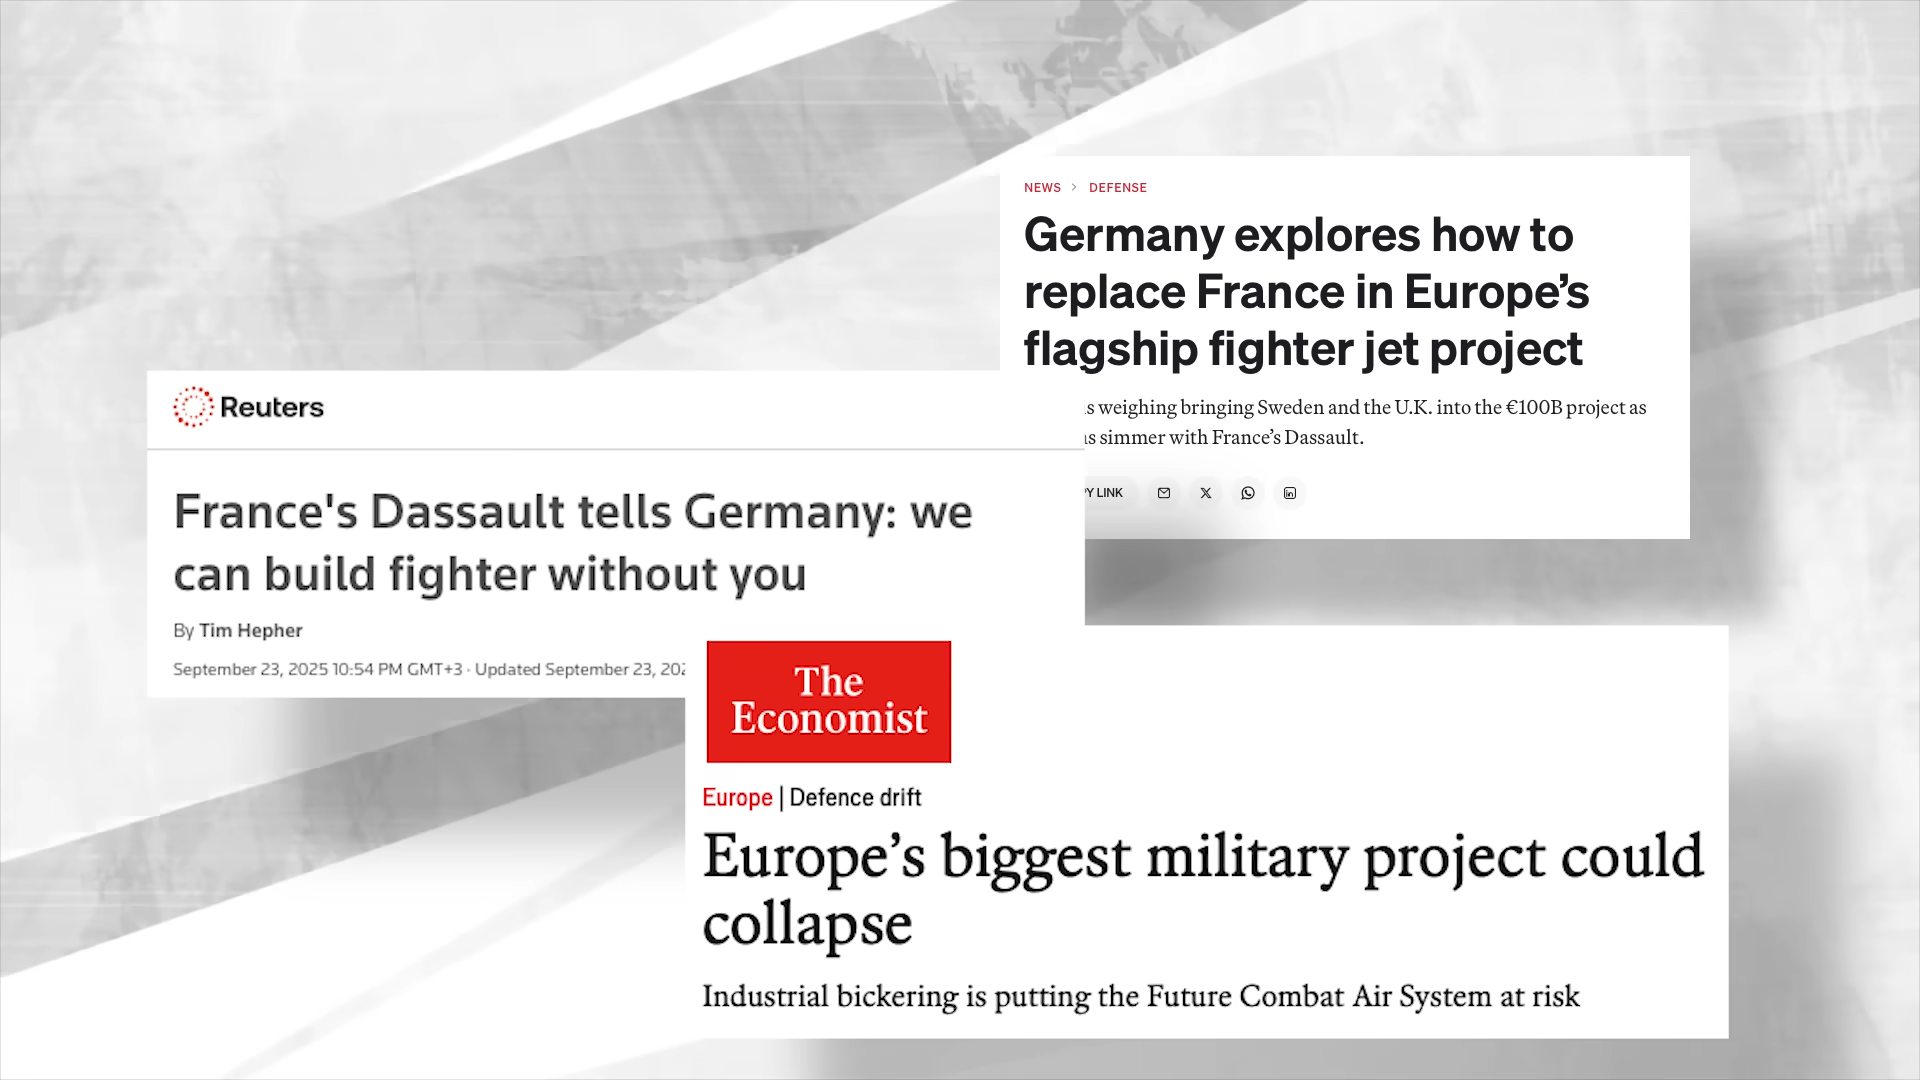 NEWS > DEFENSE
Germany explores how to
replace France in Europe’s
flagship fighter jet project
weighing bringing Sweden and the U.K. into the €100B project as
simmer with France’s Dassault.
LINK
Reuters
France's Dassault tells Germany: we
can build fighter without you
By Tim Hepher
September 23, 2025 10:54 PM GMT+3 · Updated September 23,
The
Economist
Europe | Defence drift
Europe’s biggest military project could
collapse
Industrial bickering is putting the Future Combat Air System at risk